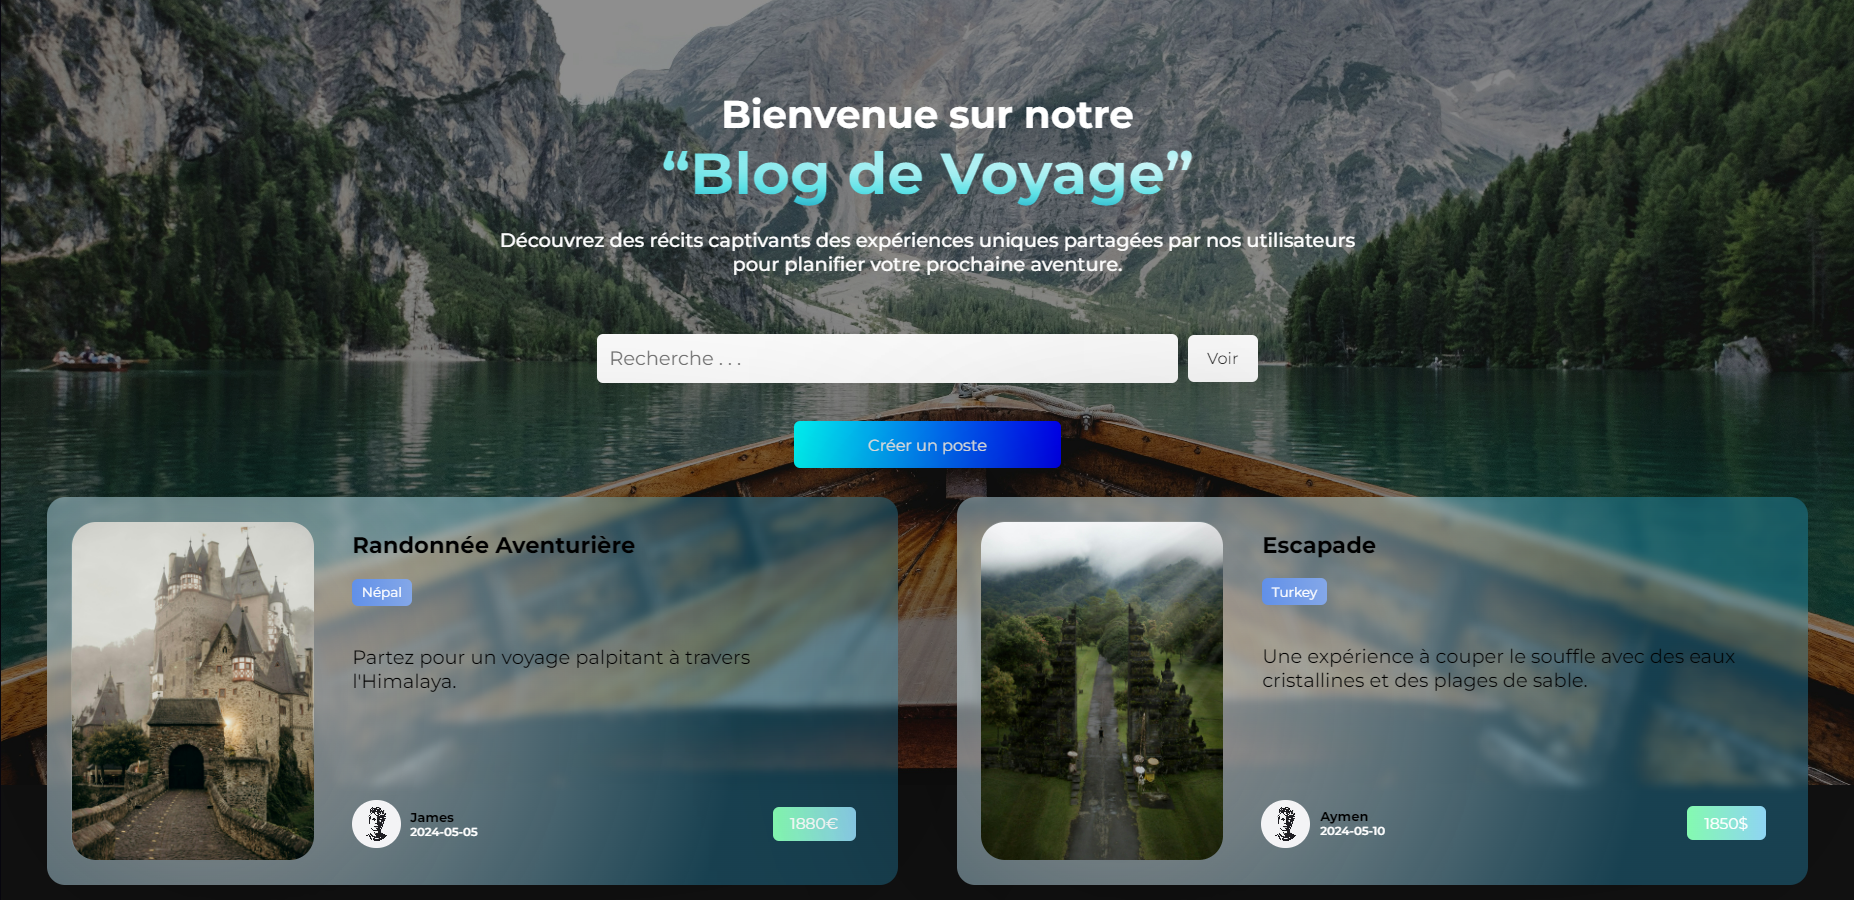 Bienvenue sur notre
“Blog de Voyage”
Découvrez des récits captivants des expériences uniques partagées par nos utilisateurs
pour planifier votre prochaine aventure.
Recherche . . .
Voir
Créer un poste
Randonnée Aventurière
Népal
Partez pour un voyage palpitant à travers
l'Himalaya.
James
2024-05-05
1880€
Escapade
Turkey
Une expérience à couper le souffle avec des eaux
cristallines et des plages de sable.
Aymen
2024-05-10
1850$